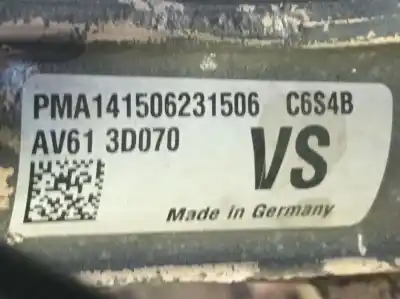 PMA141506231506 C6S4B
AV61 3D070
VS
Made in Germany